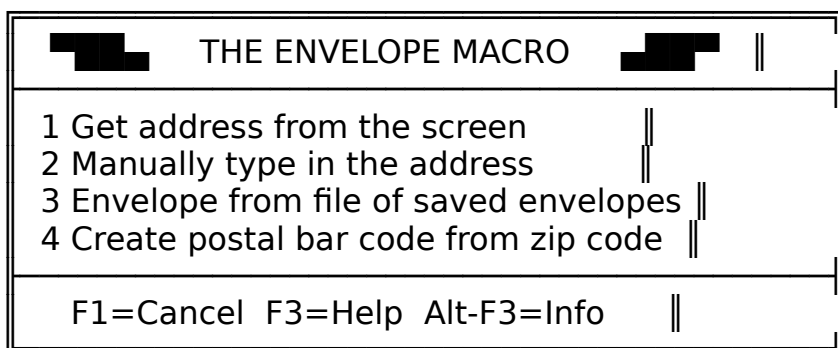 THE ENVELOPE MACRO
1 Get address from the screen
2 Manually type in the address
3 Envelope from file of saved envelopes
4 Create postal bar code from zip code
F1=Cancel F3=Help Alt-F3=Info